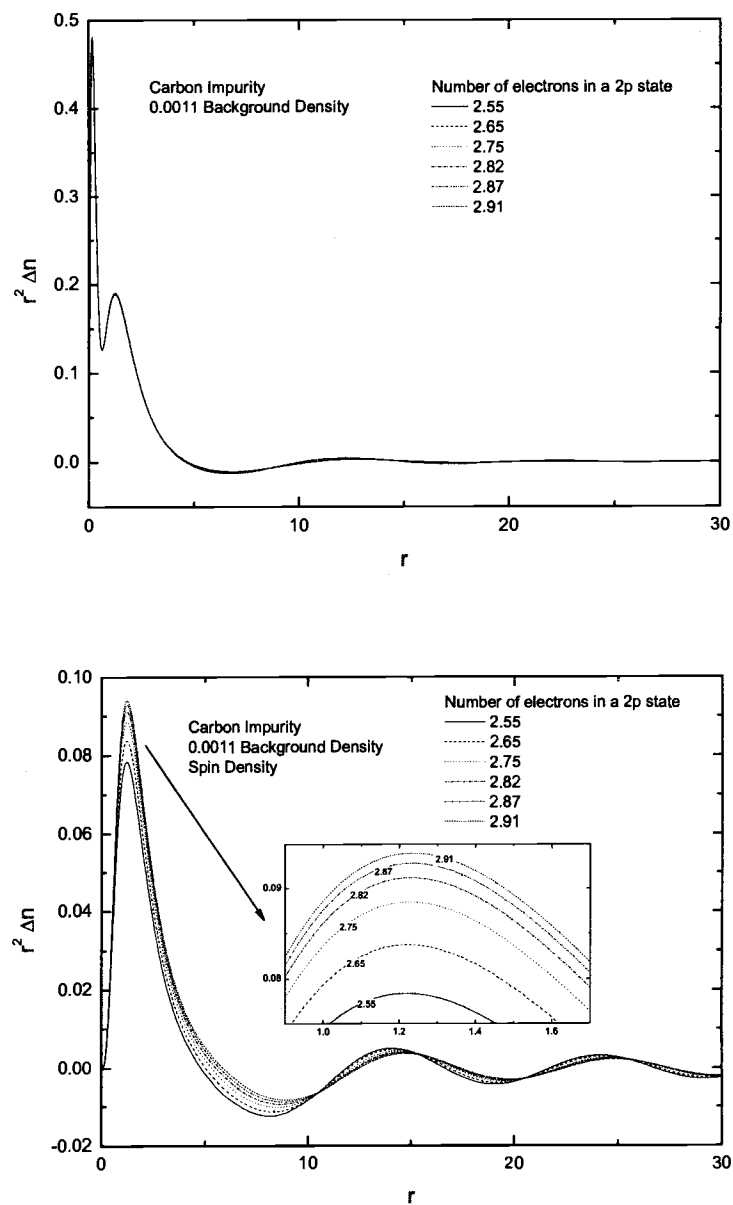 0.5
0.4
0.3
0.2
0.1
0.0
r² Δn
Carbon Impurity
0.0011 Background Density
Number of electrons in a 2p state
2.55
2.65
2.75
2.82
2.87
2.91
0 10 20 30
r
0.10
0.08
0.06
0.04
0.02
0.00
-0.02
r² Δn
Carbon Impurity
0.0011 Background Density
Spin Density
Number of electrons in a 2p state
2.55
2.65
2.75
2.82
2.87
2.91
0.09
0.08
2.91
2.87
2.82
2.75
2.65
2.55
1.0 1.2 1.4 1.6
0 10 20 30
r